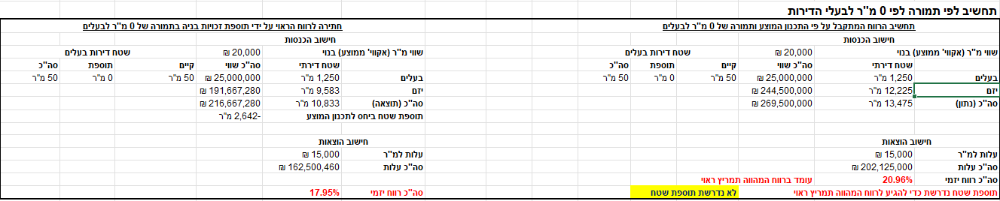 תחשיב לפי תמורה לפי 0 מ"ר לבעלי הדירות
תחשיב הרווח המתקבל על פי התכנון המוצע ותמורה של 0 מ"ר לבעלים
חישוב הכנסות
שווי מ"ר (אקווי' ממוצע) בנוי 20,000 ₪ שטח דירות בעלים
שטח דירתי סה"כ שווי קיים תוספת סה"כ
בעלים 1,250 מ"ר 25,000,000 ₪ 50 מ"ר 0 מ"ר 50 מ"ר
יזם 12,225 מ"ר 244,500,000 ₪
סה"כ (נתון) 13,475 מ"ר 269,500,000 ₪
חישוב הוצאות
עלות למ"ר 15,000 ₪
סה"כ עלות 202,125,000 ₪
סה"כ רווח יזמי 20.96% עומד ברווח המהווה תמריץ ראוי
תוספת שטח נדרשת כדי להגיע לרווח המהווה תמריץ ראוי לא נדרשת תוספת שטח
חתירה לרווח הראוי על ידי תוספת זכויות בניה בתמורה של 0 מ"ר לבעלים
חישוב הכנסות
שווי מ"ר (אקווי' ממוצע) בנוי 20,000 ₪ שטח דירות בעלים
שטח דירתי סה"כ שווי קיים תוספת סה"כ
בעלים 1,250 מ"ר 25,000,000 ₪ 50 מ"ר 0 מ"ר 50 מ"ר
יזם 9,583 מ"ר 191,667,280 ₪
סה"כ (תוצאה) 10,833 מ"ר 216,667,280 ₪
תוספת שטח ביחס לתכנון המוצע -2,642 מ"ר
חישוב הוצאות
עלות למ"ר 15,000 ₪
סה"כ עלות 162,500,460 ₪
סה"כ רווח יזמי 17.95%